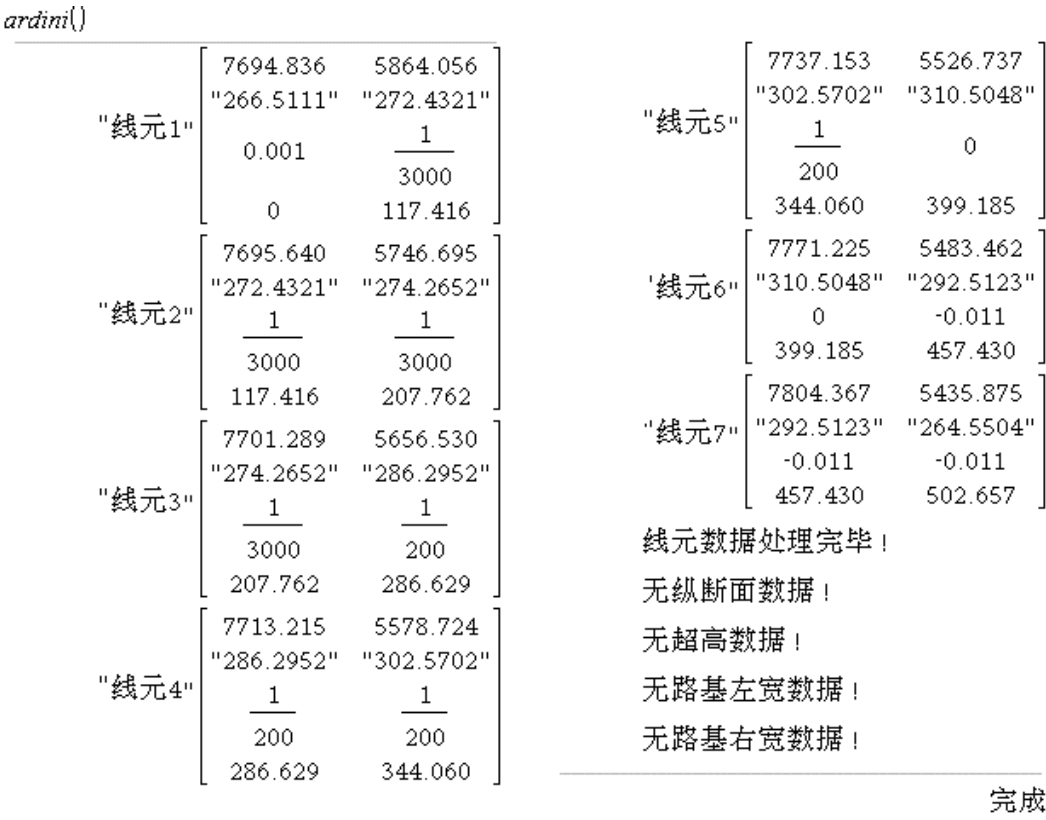 ardini()
7694.836 5864.056
"266.5111" "272.4321"
"线元1"
0.001 1/3000
0 117.416
7695.640 5746.695
"272.4321" "274.2652"
"线元2"
1/3000 1/3000
117.416 207.762
7701.289 5656.530
"274.2652" "286.2952"
"线元3"
1/3000 1/200
207.762 286.629
7713.215 5578.724
"286.2952" "302.5702"
"线元4"
1/200 1/200
286.629 344.060
7737.153 5526.737
"302.5702" "310.5048"
"线元5"
1/200 0
344.060 399.185
7771.225 5483.462
'线元6" "310.5048" "292.5123"
0 -0.011
399.185 457.430
7804.367 5435.875
'线元7" "292.5123" "264.5504"
-0.011 -0.011
457.430 502.657
线元数据处理完毕!
无纵断面数据!
无超高数据!
无路基左宽数据!
无路基右宽数据!
完成